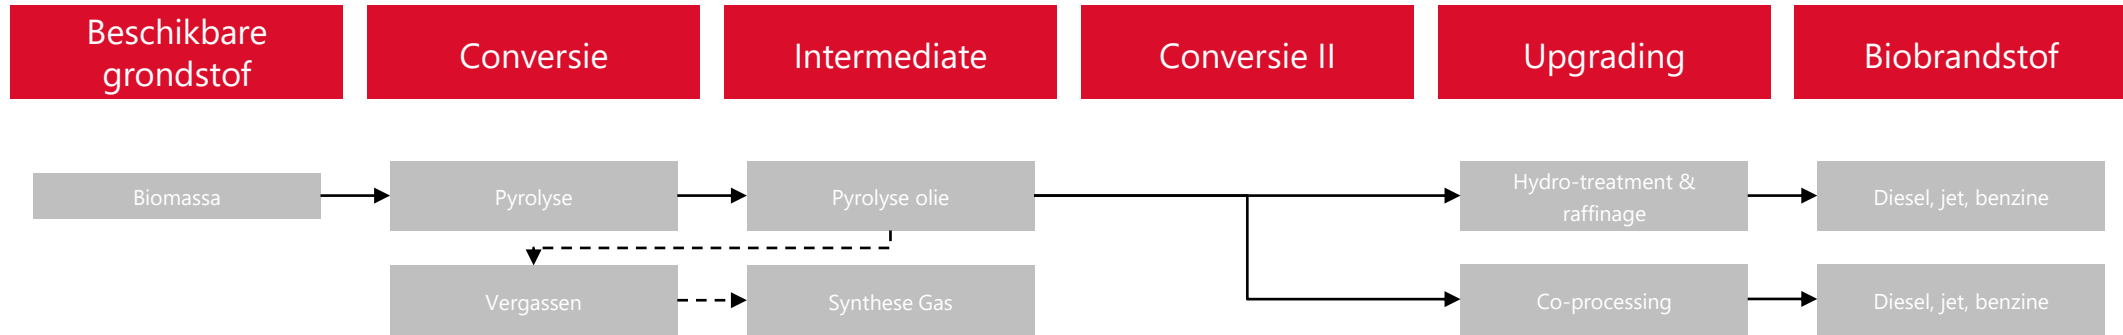 Beschikbare
grondstof
Conversie
Intermediate
Conversie II
Upgrading
Biobrandstof
Biomassa
Pyrolyse
Pyrolyse olie
Hydro-treatment &
raffinage
Diesel, jet, benzine
Vergassen
Synthese Gas
Co-processing
Diesel, jet, benzine